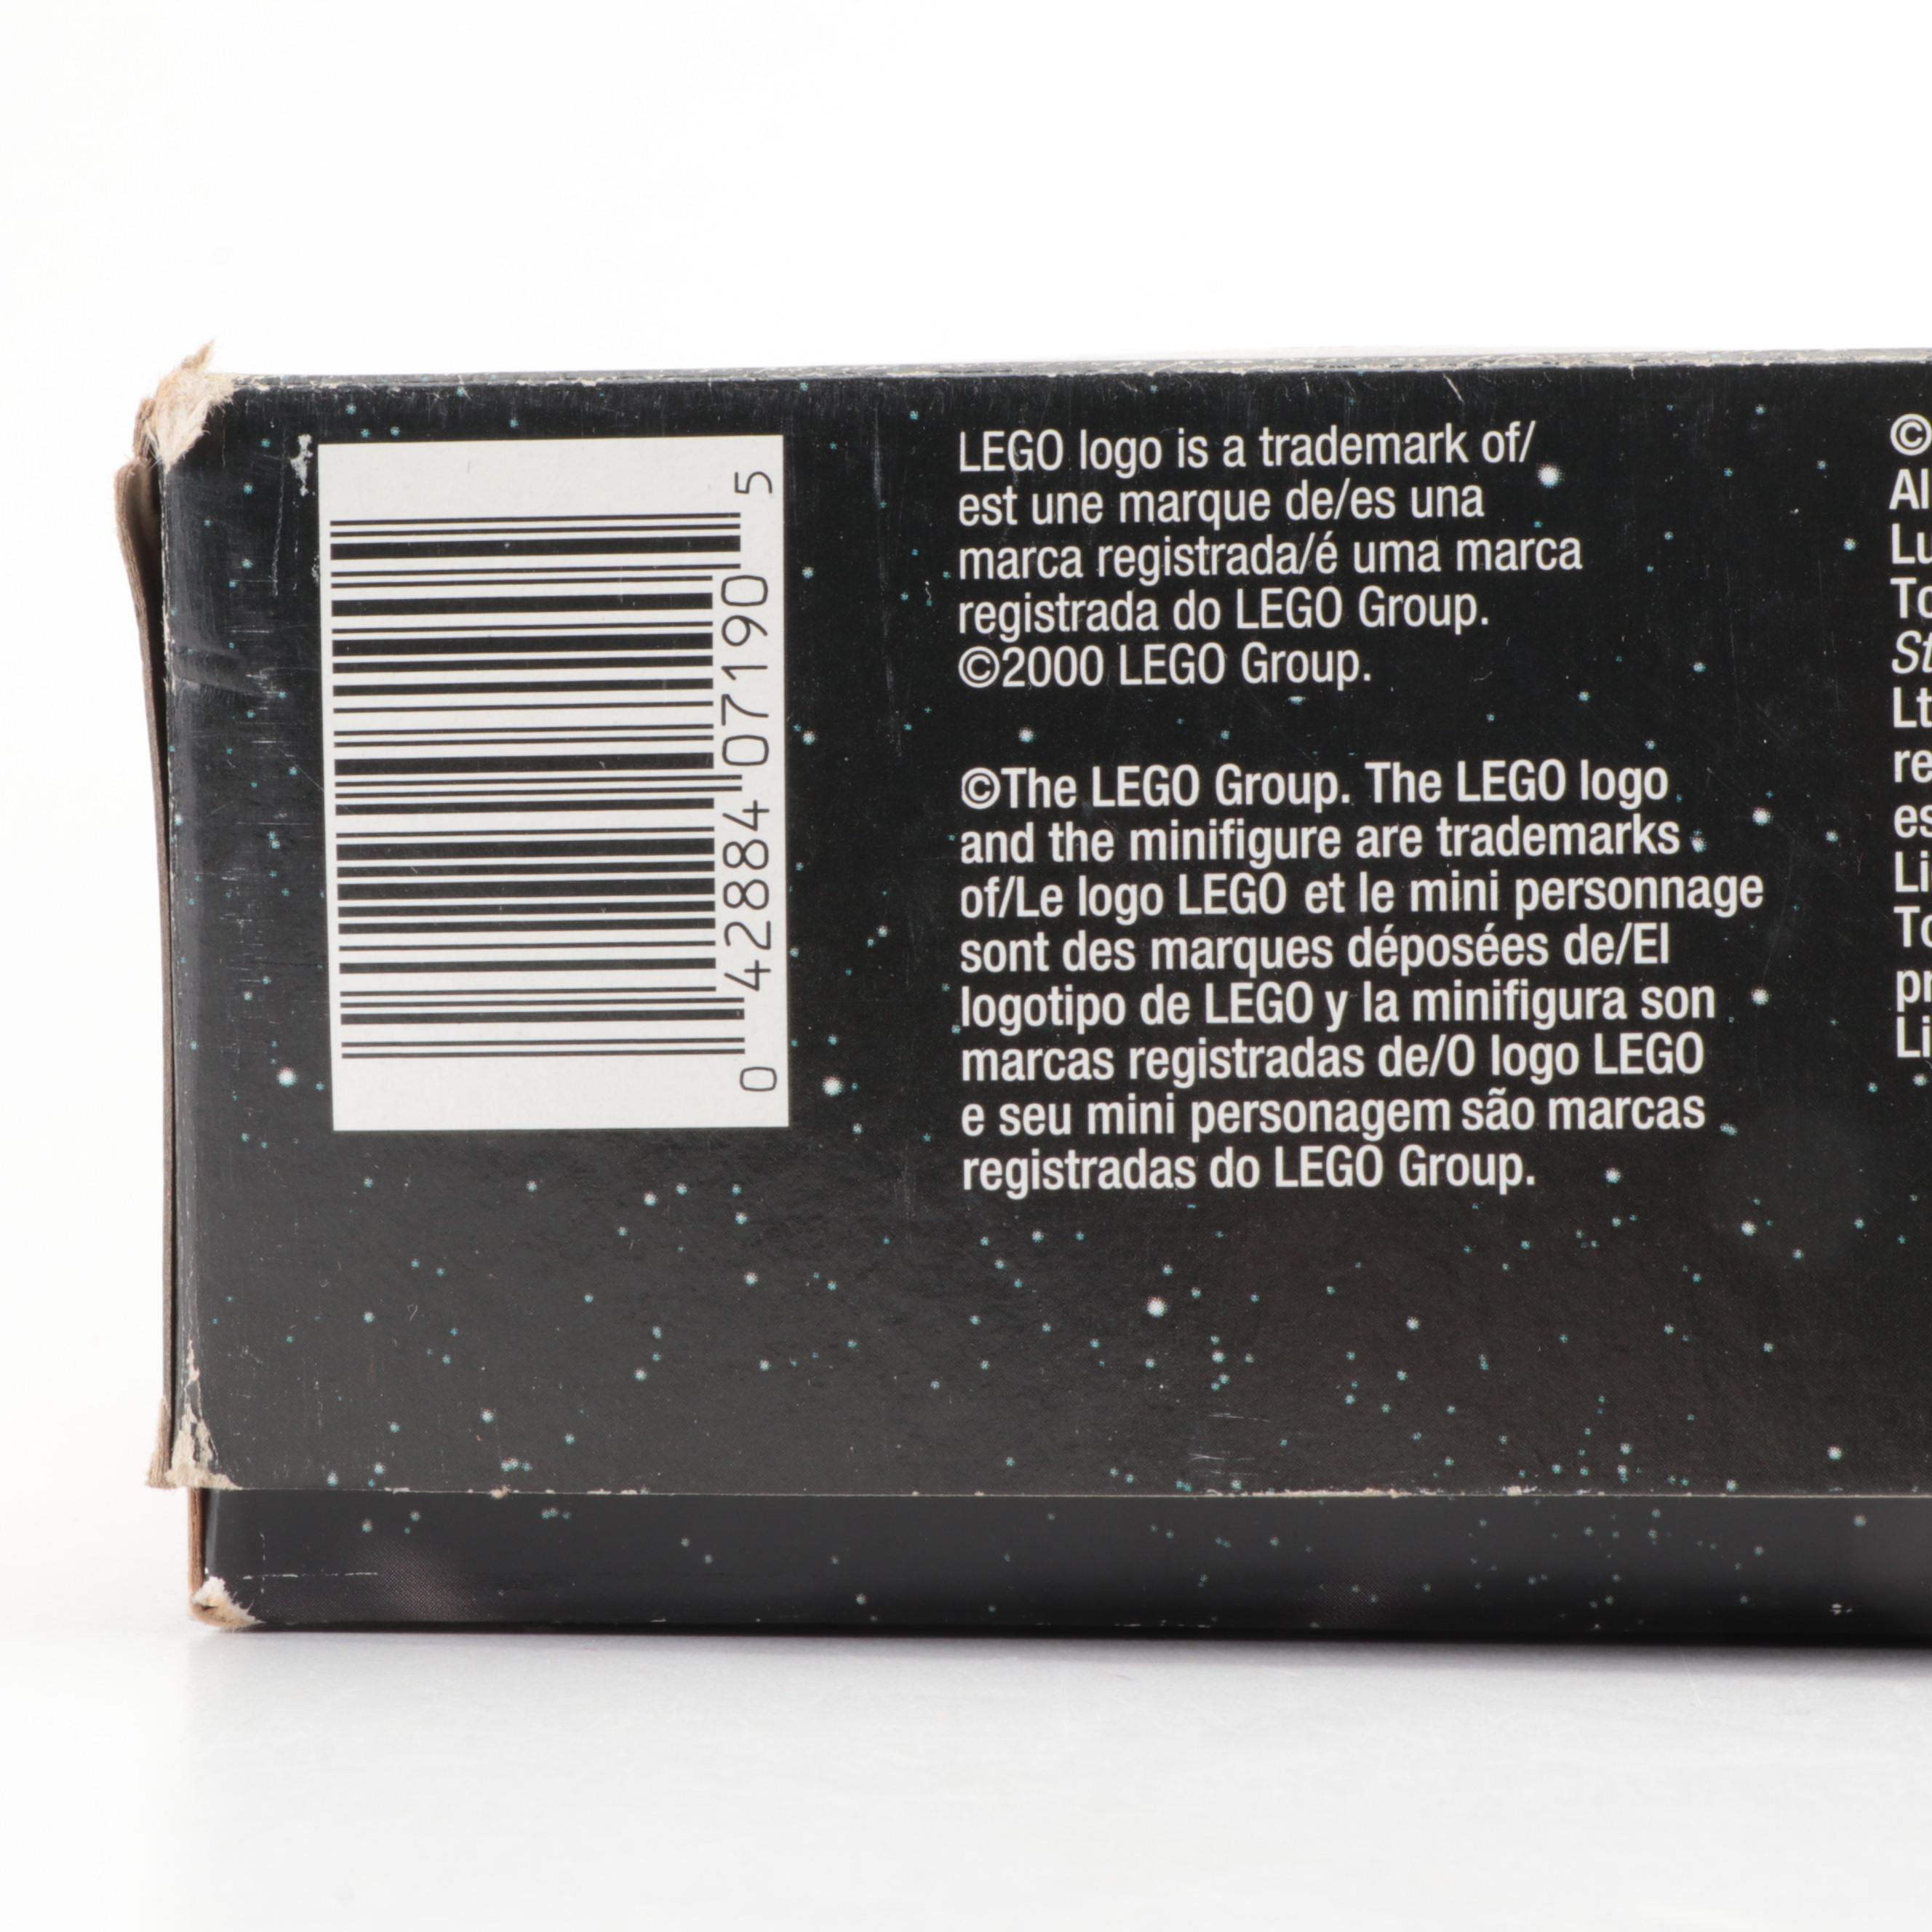 0 42884 07190 5
LEGO logo is a trademark of/
est une marque de/es una
marca registrada/é uma marca
registrada do LEGO Group.
©2000 LEGO Group.
©The LEGO Group. The LEGO logo
and the minifigure are trademarks
of/Le logo LEGO et le mini personnage
sont des marques déposées de/El
logotipo de LEGO y la minifigura son
marcas registradas de/O logo LEGO
e seu mini personagem são marcas
registradas do LEGO Group.
©